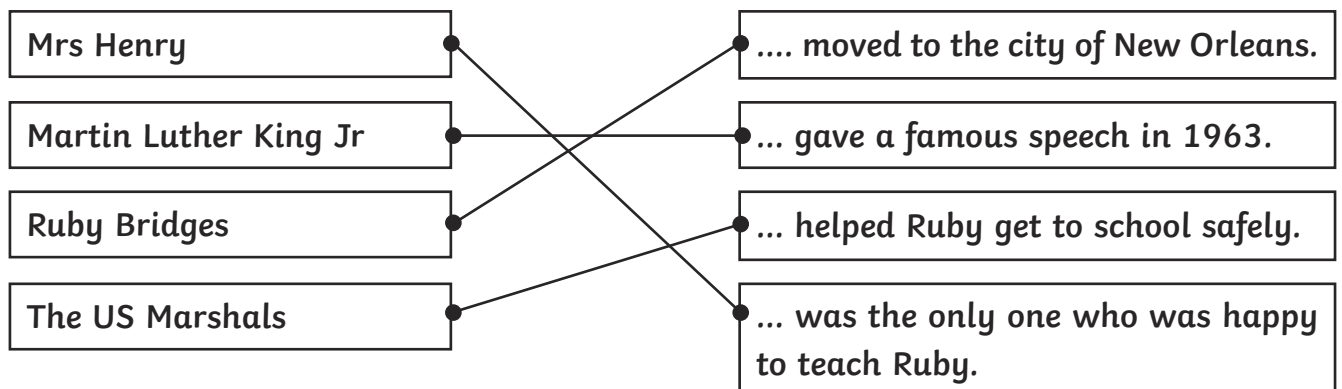 Mrs Henry
.... moved to the city of New Orleans.
Martin Luther King Jr
... gave a famous speech in 1963.
Ruby Bridges
... helped Ruby get to school safely.
The US Marshals
... was the only one who was happy
to teach Ruby.